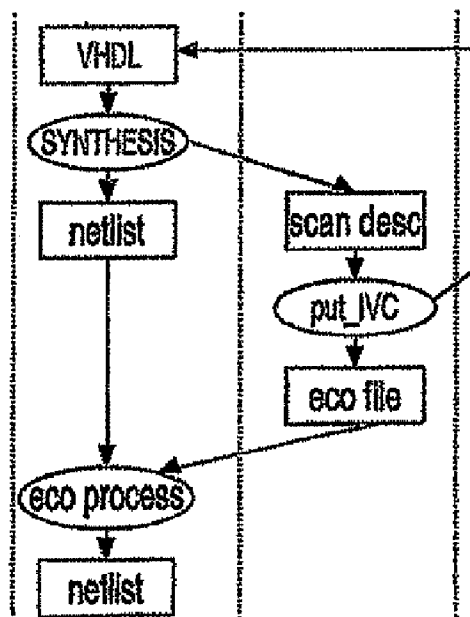 VHDL
SYNTHESIS
netlist
scan desc
put_IVC
eco file
eco process
netlist